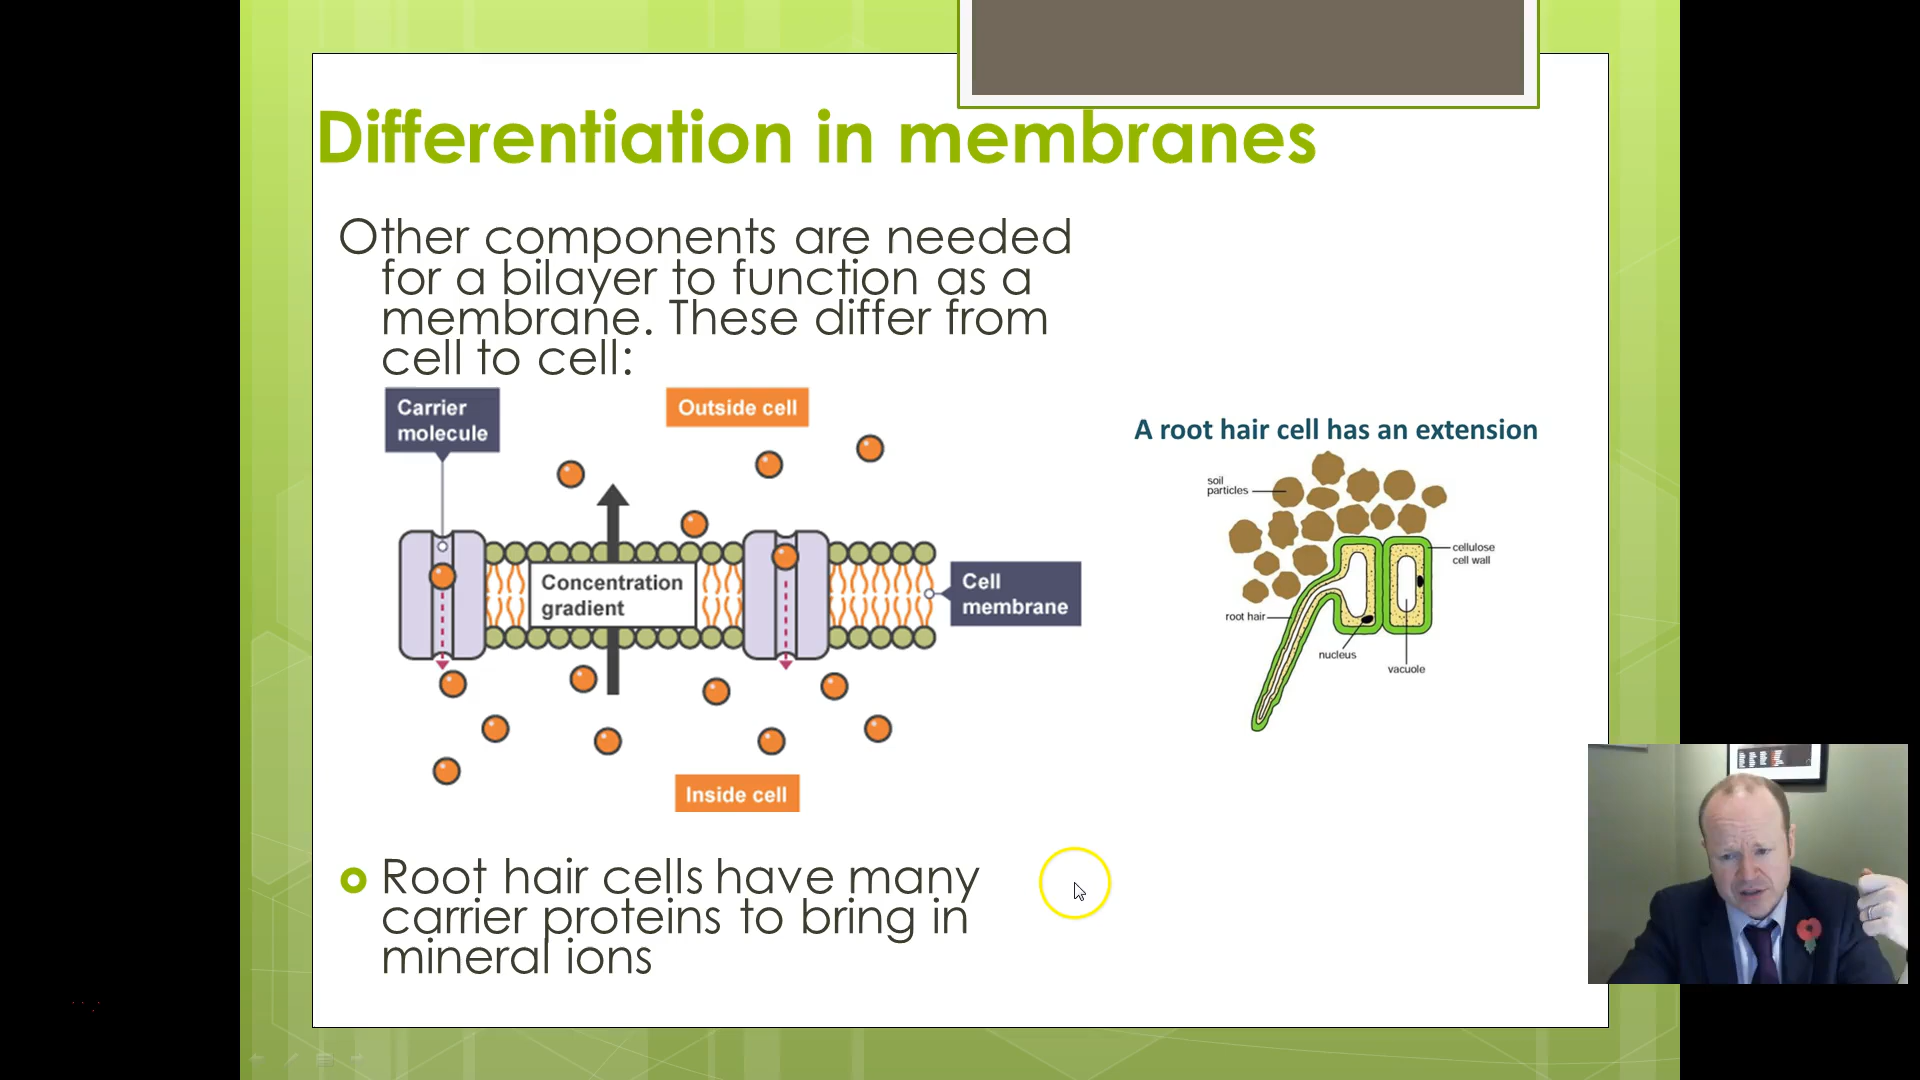 Differentiation in membranes
Other components are needed
for a bilayer to function as a
membrane. These differ from
cell to cell:
Carrier
molecule
Outside cell
Concentration
gradient
Cell
membrane
Inside cell
A root hair cell has an extension
soil
particles
cellulose
cell wall
root hair
nucleus
vacuole
Root hair cells have many
carrier proteins to bring in
mineral ions